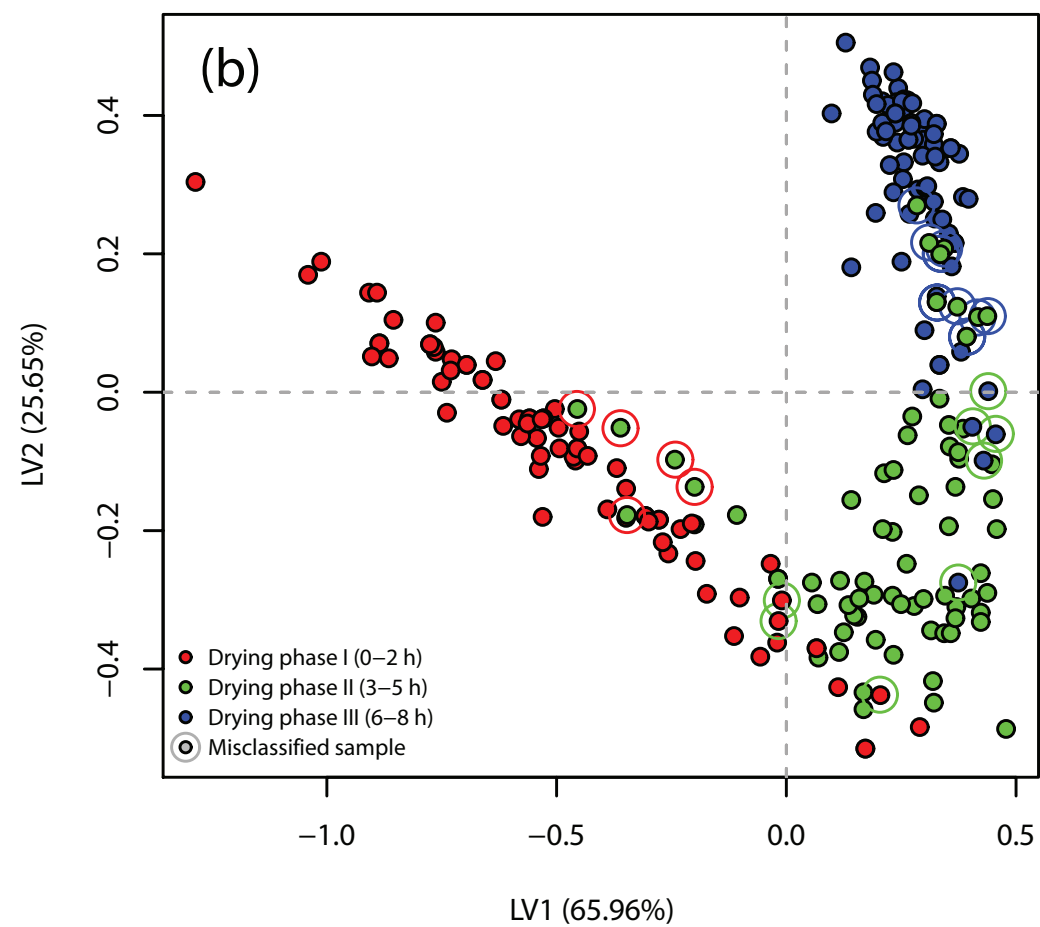 (b)
0.4
0.2
0.0
−0.2
−0.4
LV2 (25.65%)
Drying phase I (0−2 h)
Drying phase II (3−5 h)
Drying phase III (6−8 h)
Misclassified sample
−1.0 −0.5 0.0 0.5
LV1 (65.96%)